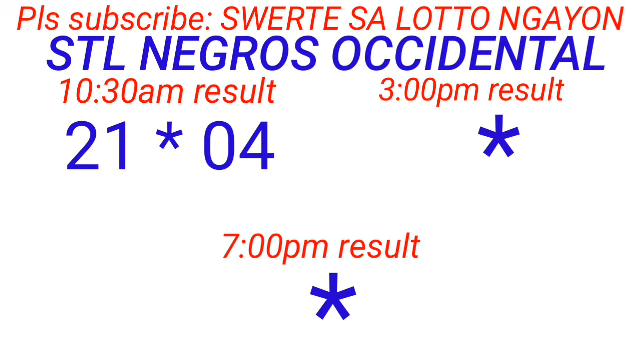 Pls subscribe: SWERTE SA LOTTO NGAYON
STL NEGROS OCCIDENTAL
10:30am result
21 * 04
3:00pm result
*
7:00pm result
*